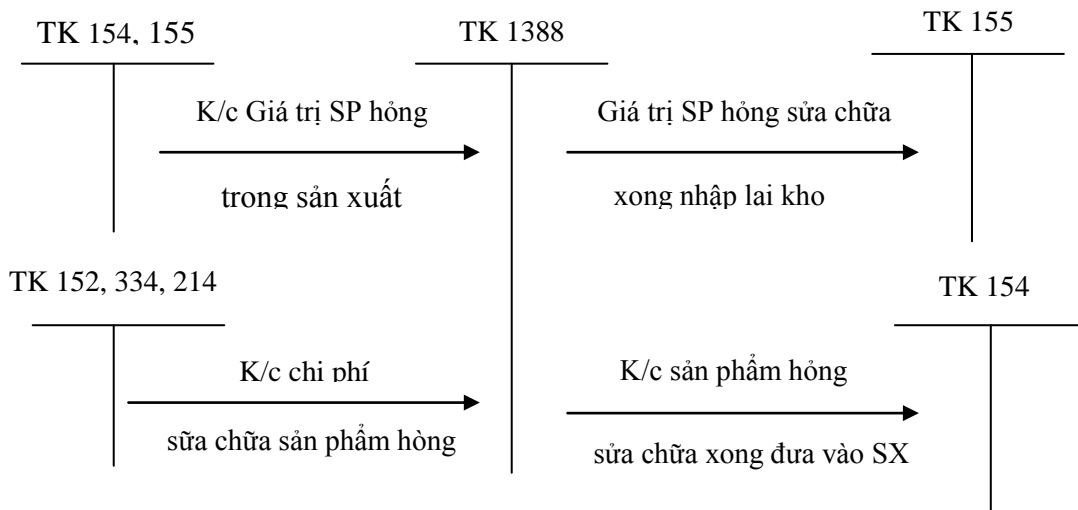 TK 154, 155
TK 1388
TK 155
K/c Giá trị SP hỏng
Giá trị SP hỏng sửa chữa
trong sản xuất
xong nhập lai kho
TK 152, 334, 214
TK 154
K/c chi phí
K/c sản phẩm hỏng
sữa chữa sản phẩm hòng
sửa chữa xong đưa vào SX